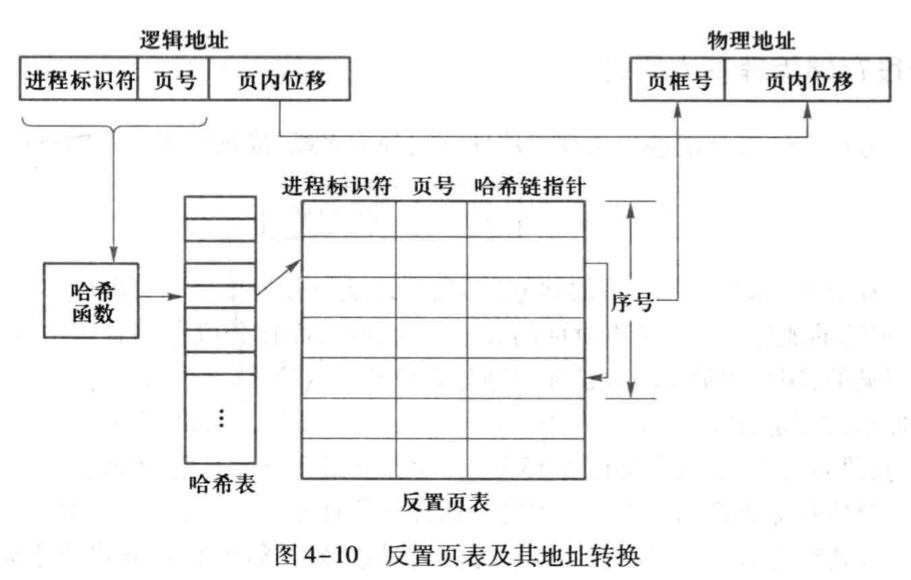 逻辑地址
物理地址
进程标识符
页号
页内位移
页框号
页内位移
进程标识符
页号
哈希链指针
哈希
函数
序号
⋮
哈希表
反置页表
图 4-10 反置页表及其地址转换